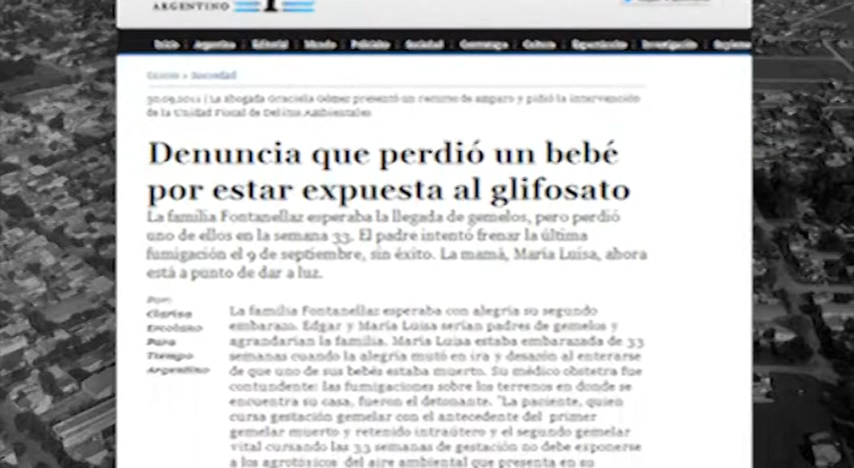 ARGENTINO
Inicio Argentina Editorial Mundo Policiales Sociedad Cultura Espectáculos Investigación
Inicio » Sociedad
30.09.2011 | La abogada Graciela Gómez presentó un recurso de amparo y pidió la intervención
de la Unidad Fiscal de Delitos Ambientales
Denuncia que perdió un bebé
por estar expuesta al glifosato
La familia Fontanellaz esperaba la llegada de gemelos, pero perdió
uno de ellos en la semana 33. El padre intentó frenar la última
fumigación el 9 de septiembre, sin éxito. La mamá, María Luisa, ahora
está a punto de dar a luz.
Por:
Clarisa
Ercolano
Para
Tiempo
Argentino
La familia Fontanellaz esperaba con alegría su segundo
embarazo. Edgar y María Luisa serían padres de gemelos y
agrandarían la familia. María Luisa estaba embarazada de 33
semanas cuando la alegría mutó en ira y desazón al enterarse
de que uno de sus bebés estaba muerto. Su médico obstetra fue
contundente: las fumigaciones sobre los terrenos en donde se
encuentra su casa, fueron el detonante. "La paciente, quien
cursa gestación gemelar con el antecedente del primer
gemelar muerto y retenido intraútero y el segundo gemelar
vital cursando las 33 semanas de gestación no debe exponerse
a los agrotóxicos del aire ambiental que presenta en su